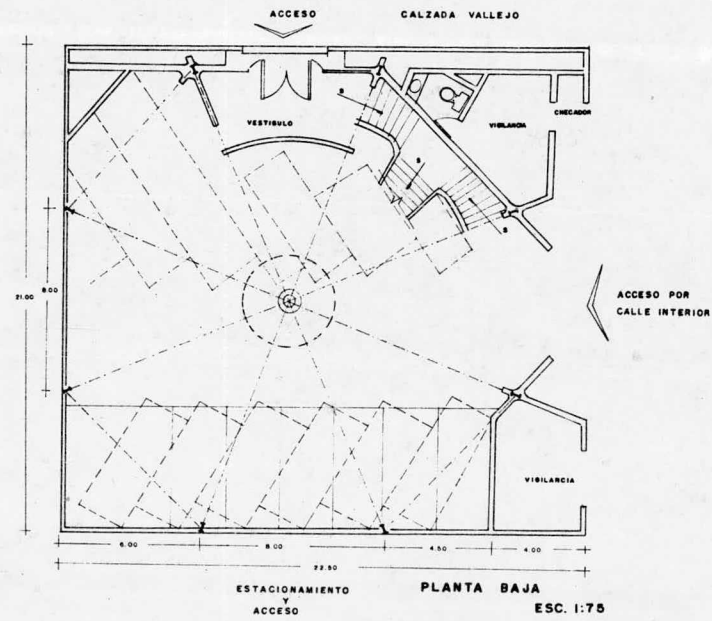 ACCESO
CALZADA VALLEJO
VESTIBULO
B
S
S
VIGILANCIA
CHECADOR
21.00
8.00
ACCESO POR
CALLE INTERIOR
VIGILANCIA
6.00
8.00
4.50
4.00
22.50
ESTACIONAMIENTO
Y
ACCESO
PLANTA BAJA
ESC. 1:75